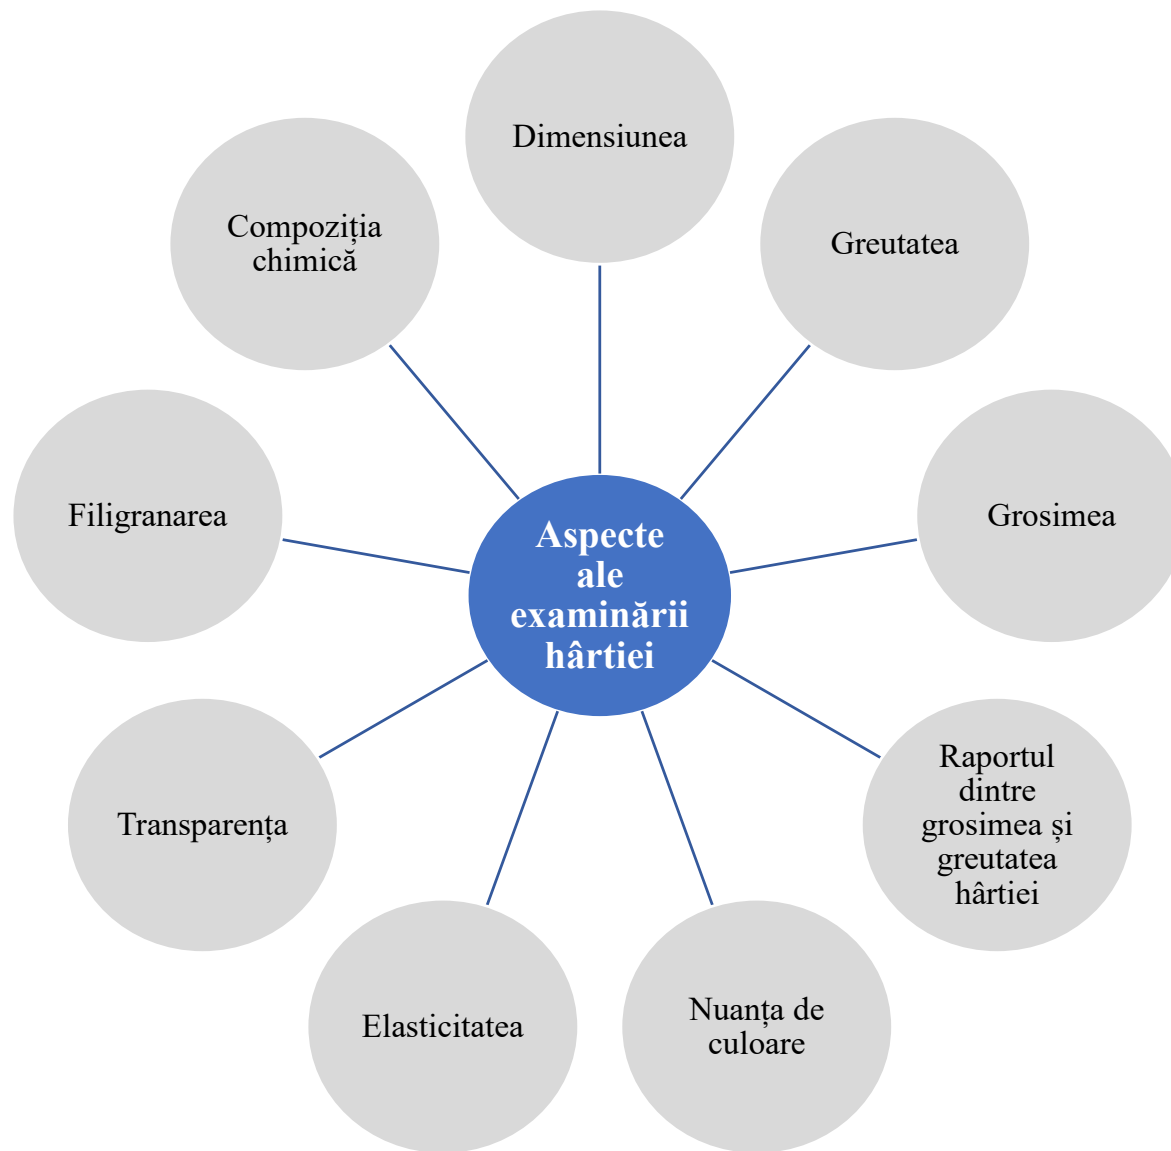 Dimensiunea
Greutatea
Grosimea
Raportul
dintre
grosimea și
greutatea
hârtiei
Nuanța de
culoare
Elasticitatea
Transparența
Filigranarea
Compoziția
chimică
Aspecte
ale
examinării
hârtiei